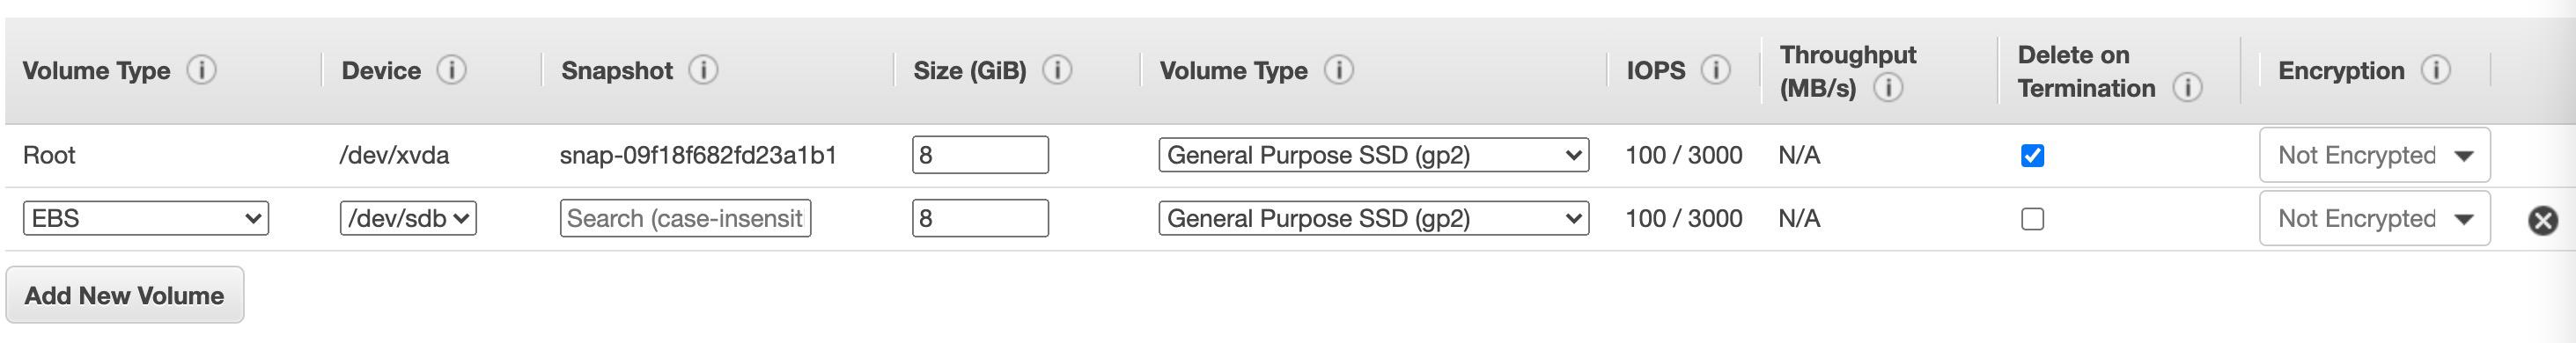 Volume Type Device Snapshot Size (GiB) Volume Type IOPS Throughput (MB/s) Delete on Termination Encryption
Root /dev/xvda snap-09f18f682fd23a1b1 8 General Purpose SSD (gp2) 100 / 3000 N/A Not Encrypted
EBS /dev/sdb Search (case-insensit 8 General Purpose SSD (gp2) 100 / 3000 N/A Not Encrypted
Add New Volume